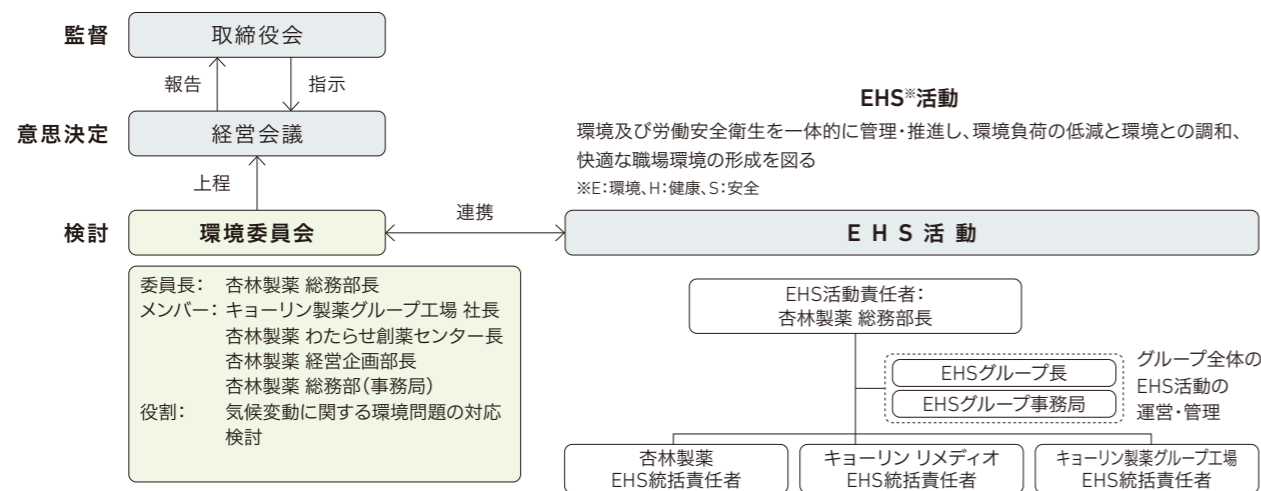 監督
取締役会
報告
指示
意思決定
経営会議
上程
検討
環境委員会
連携
委員長： 杏林製薬 総務部長
メンバー：キョーリン製薬グループ工場 社長
杏林製薬 わたらせ創薬センター長
杏林製薬 経営企画部長
杏林製薬 総務部（事務局）
役割： 気候変動に関する環境問題の対応
検討
EHS※活動
環境及び労働安全衛生を一体的に管理・推進し、環境負荷の低減と環境との調和、
快適な職場環境の形成を図る
※E：環境、H：健康、S：安全
EHS活動
EHS活動責任者：
杏林製薬 総務部長
EHSグループ長
EHSグループ事務局
グループ全体の
EHS活動の
運営・管理
杏林製薬
EHS統括責任者
キョーリン リメディオ
EHS統括責任者
キョーリン製薬グループ工場
EHS統括責任者